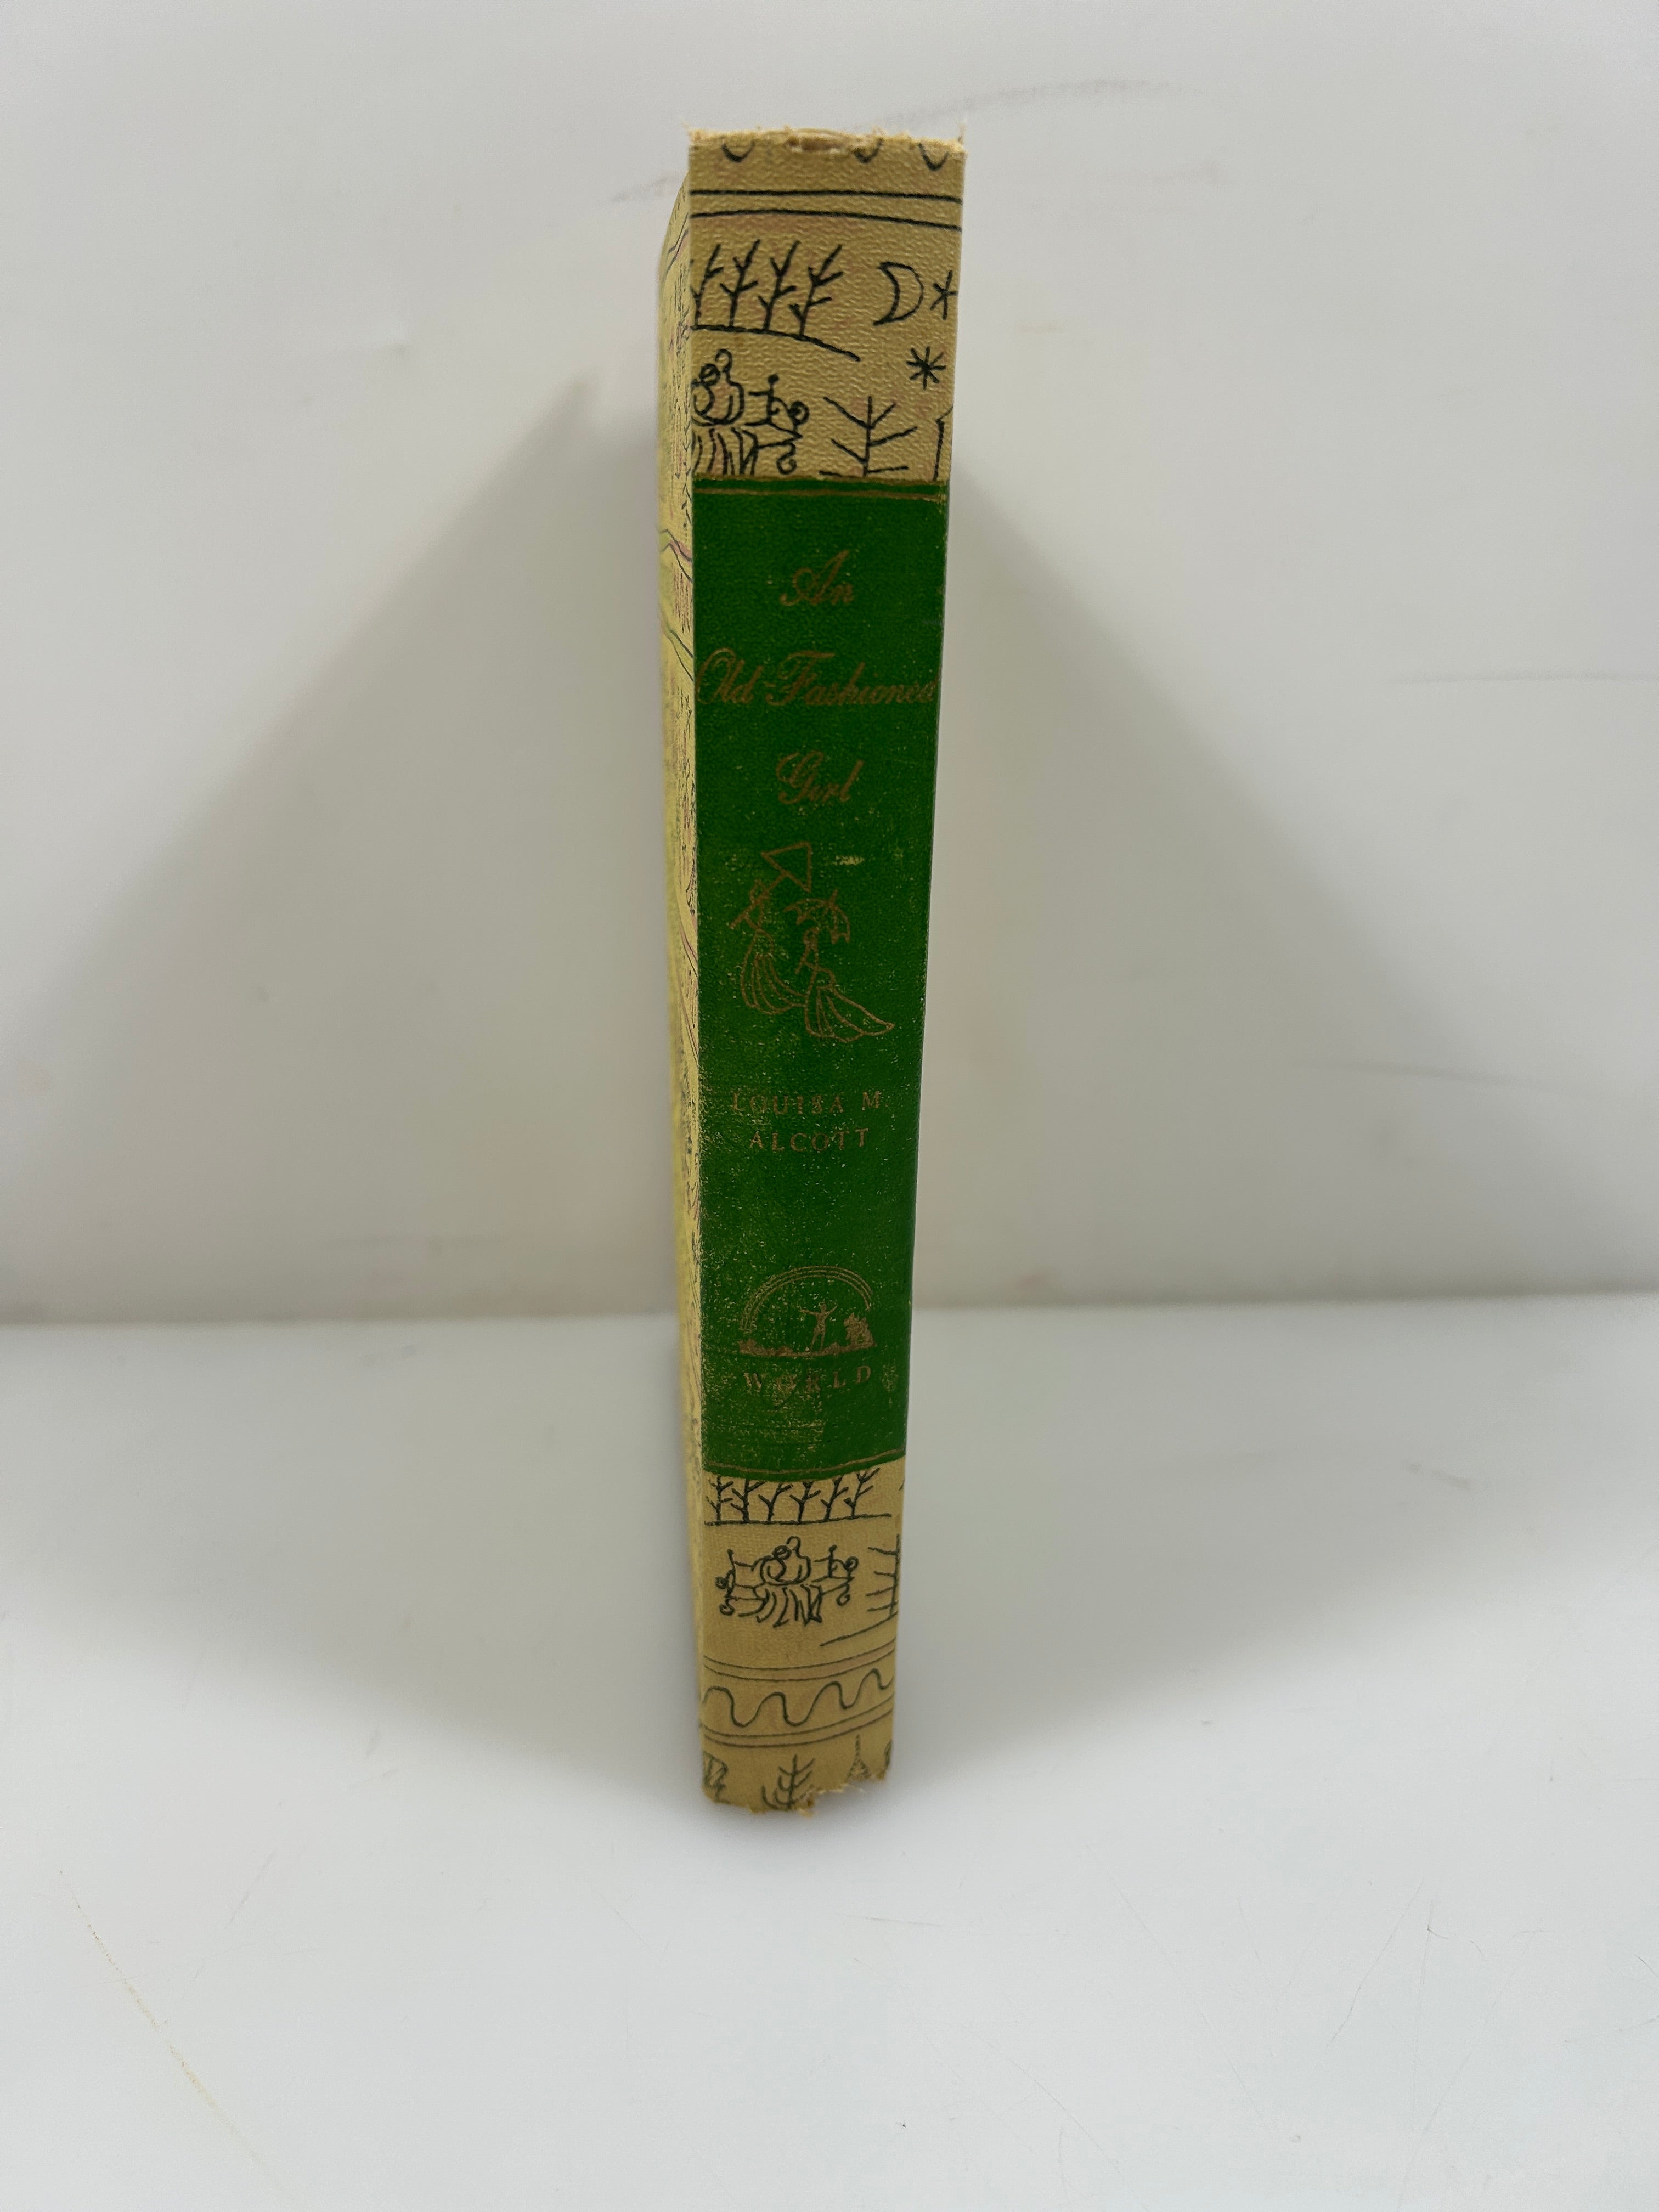 An
Old-Fashioned
Girl
LOUISA M.
ALCOTT
WORLD